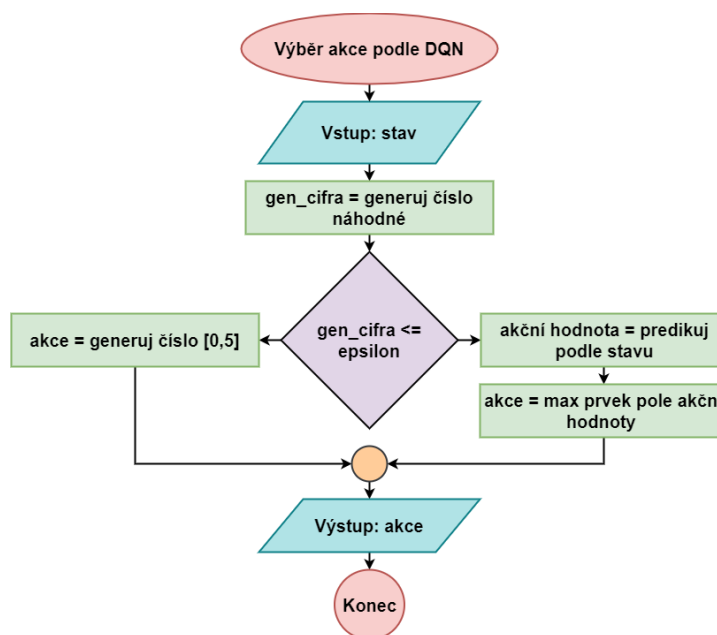 Výběr akce podle DQN
Vstup: stav
gen_cifra = generuj číslo
náhodné
gen_cifra <=
epsilon
akce = generuj číslo [0,5]
akční hodnota = predikuj
podle stavu
akce = max prvek pole akčn
hodnoty
Výstup: akce
Konec